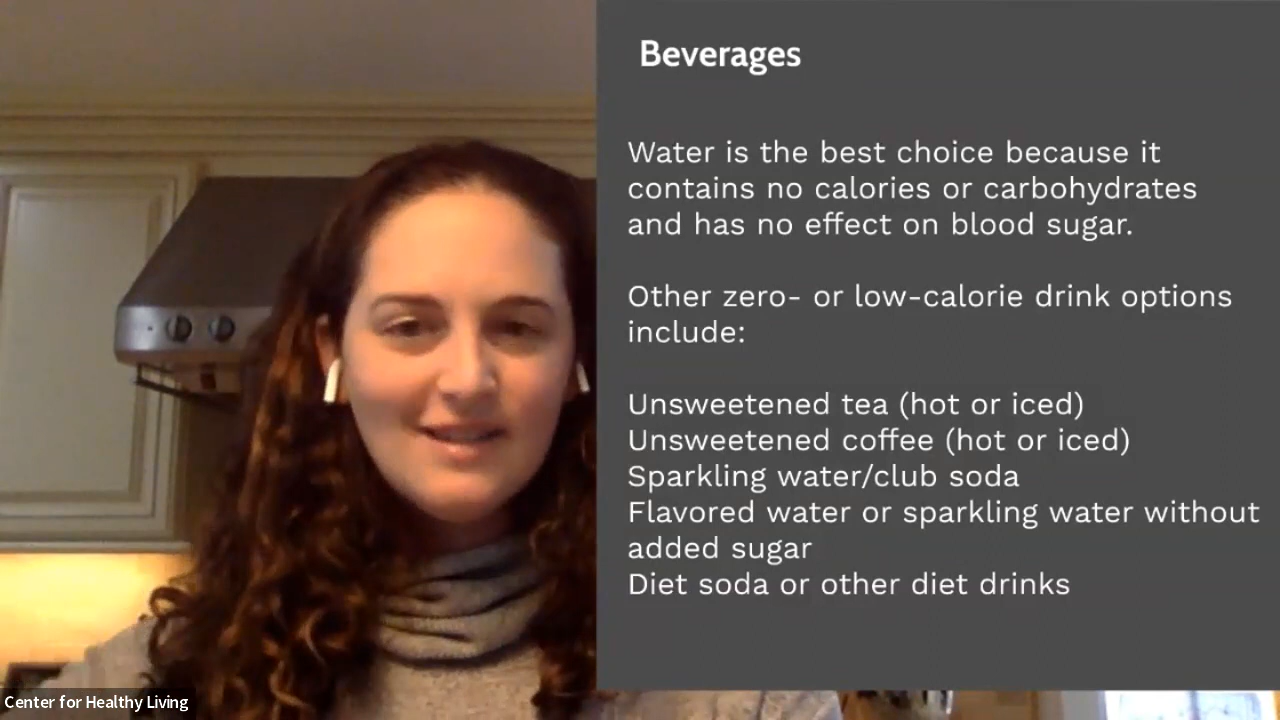 Beverages
Water is the best choice because it
contains no calories or carbohydrates
and has no effect on blood sugar.
Other zero- or low-calorie drink options
include:
Unsweetened tea (hot or iced)
Unsweetened coffee (hot or iced)
Sparkling water/club soda
Flavored water or sparkling water without
added sugar
Diet soda or other diet drinks
Center for Healthy Living